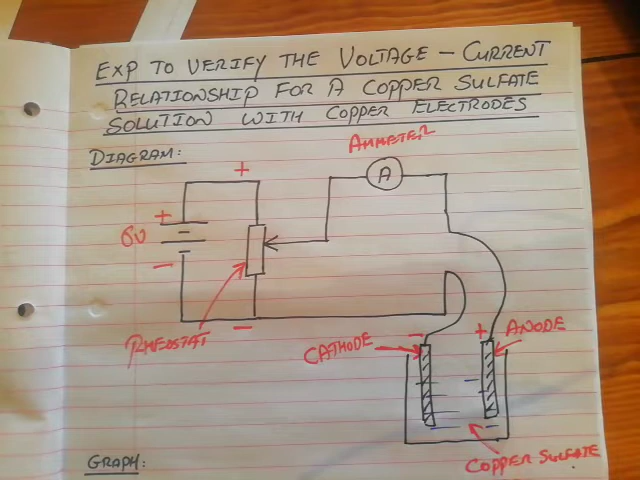 EXP TO VERIFY THE VOLTAGE – CURRENT
RELATIONSHIP FOR A COPPER SULFATE
SOLUTION WITH COPPER ELECTRODES
DIAGRAM:
AMMETER
A
+
+
6V
–
RHEOSTAT
–
CATHODE
–
+
ANODE
COPPER SULFATE
GRAPH: